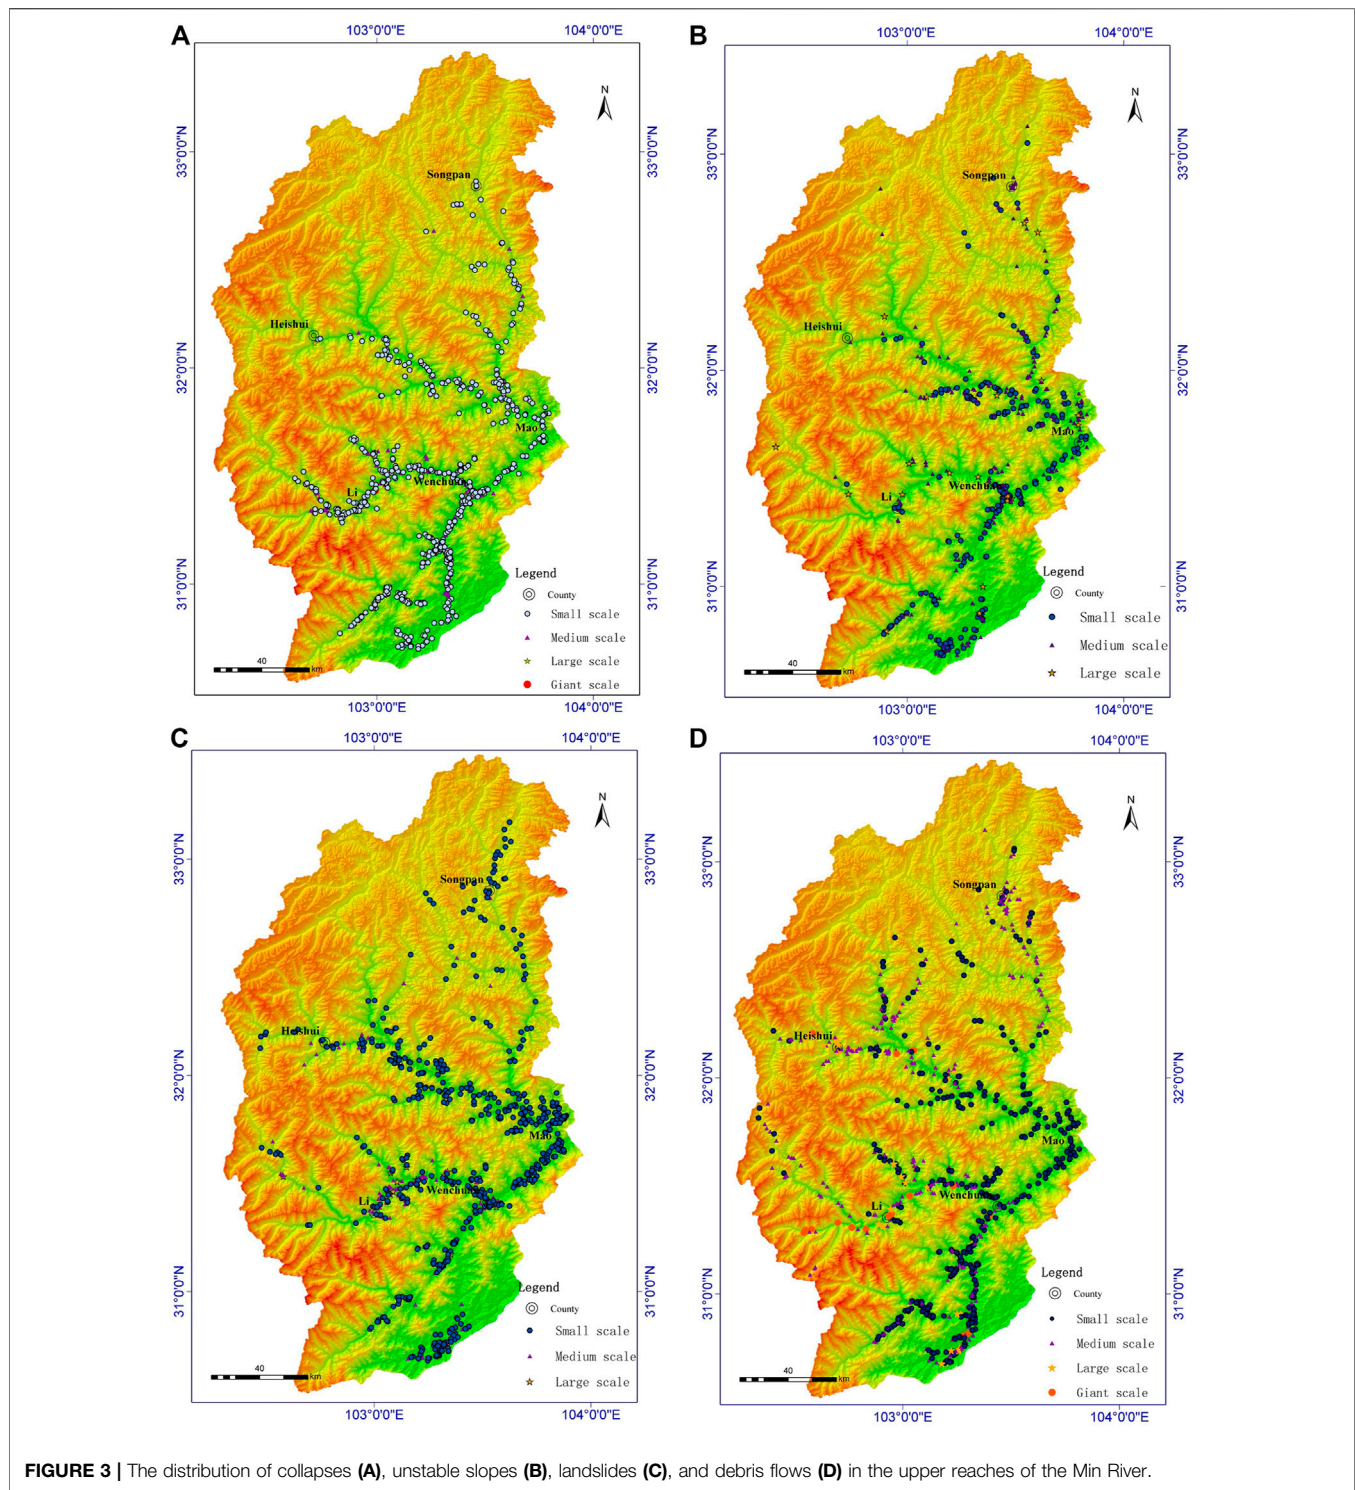 A
103°0'0"E 104°0'0"E
N
33°0'0"N 33°0'0"N
Songpan
Heishui
32°0'0"N 32°0'0"N
Mao
Wenchuan
Li
31°0'0"N 31°0'0"N
Legend
County
Small scale
Medium scale
Large scale
Giant scale
40
km
103°0'0"E 104°0'0"E
B
103°0'0"E 104°0'0"E
N
33°0'0"N 33°0'0"N
Songpan
Heishui
32°0'0"N 32°0'0"N
Mao
Wenchuan
Li
31°0'0"N 31°0'0"N
Legend
County
Small scale
Medium scale
Large scale
40
km
103°0'0"E 104°0'0"E
C
103°0'0"E 104°0'0"E
N
33°0'0"N 33°0'0"N
Songpan
Heishui
32°0'0"N 32°0'0"N
Mao
Wenchuan
Li
31°0'0"N 31°0'0"N
Legend
County
Small scale
Medium scale
Large scale
40
km
103°0'0"E 104°0'0"E
D
103°0'0"E 104°0'0"E
N
33°0'0"N 33°0'0"N
Songpan
Heishui
32°0'0"N 32°0'0"N
Mao
Wenchuan
Li
31°0'0"N 31°0'0"N
Legend
County
Small scale
Medium scale
Large scale
Giant scale
40
km
103°0'0"E 104°0'0"E
FIGURE 3 | The distribution of collapses (A), unstable slopes (B), landslides (C), and debris flows (D) in the upper reaches of the Min River.